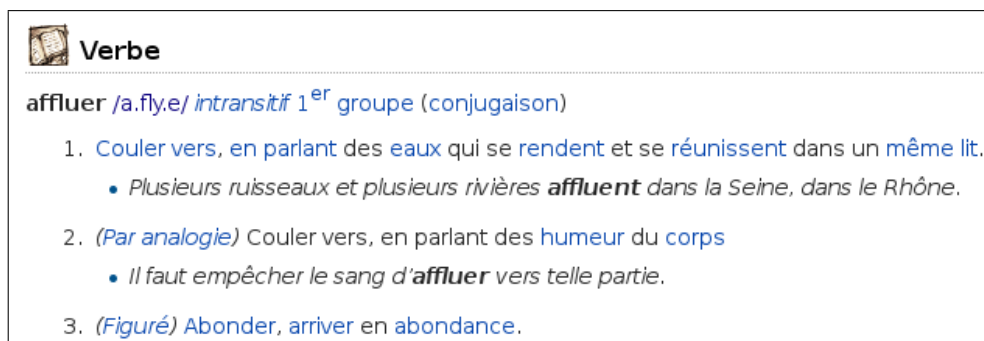 Verbe
affluer /a.fly.e/ intransitif 1er groupe (conjugaison)
1. Couler vers, en parlant des eaux qui se rendent et se réunissent dans un même lit.
• Plusieurs ruisseaux et plusieurs rivières affluent dans la Seine, dans le Rhône.
2. (Par analogie) Couler vers, en parlant des humeur du corps
• Il faut empêcher le sang d'affluer vers telle partie.
3. (Figuré) Abonder, arriver en abondance.